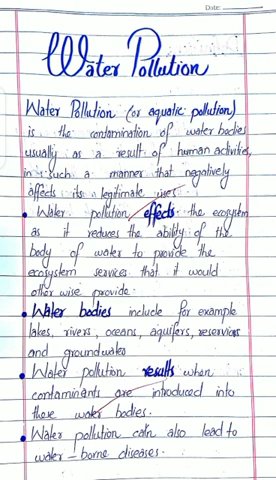 Date:
Water Pollution
Water Pollution (or aquatic pollution)
is the contamination of water bodies
usually as a result of human activities,
in such a manner that negatively
affects its legitimate uses.
Water pollution effects the ecosystem
as it reduces the ability of the
body of water to provide the
ecosystem services that it would
other wise provide.
Water bodies include for example
lakes, rivers, oceans, aquifers, reservoirs
and groundwater
Water pollution results when
contaminants are introduced into
these water bodies.
Water pollution can also lead to
water - borne diseases.